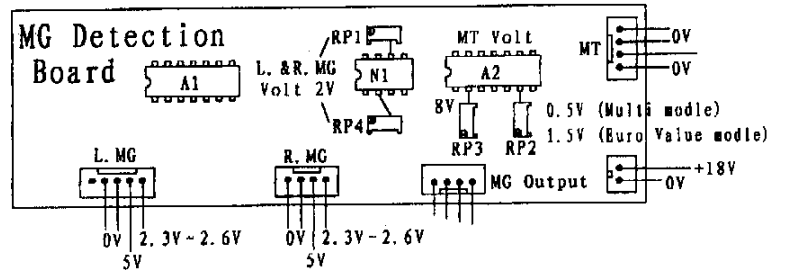 MG Detection
Board
A1
L. &R. MG
Volt 2V
RP1
N1
RP4
MT Volt
A2
8V
RP3
RP2
0.5V (Multi modle)
1.5V (Euro Value modle)
MT
0V
0V
L. MG
0V
5V
2.3V~2.6V
R. MG
0V
5V
2.3V-2.6V
MG Output
+18V
0V